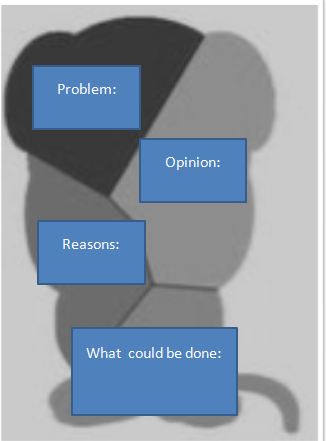 Problem:
Opinion:
Reasons:
What  could be done: